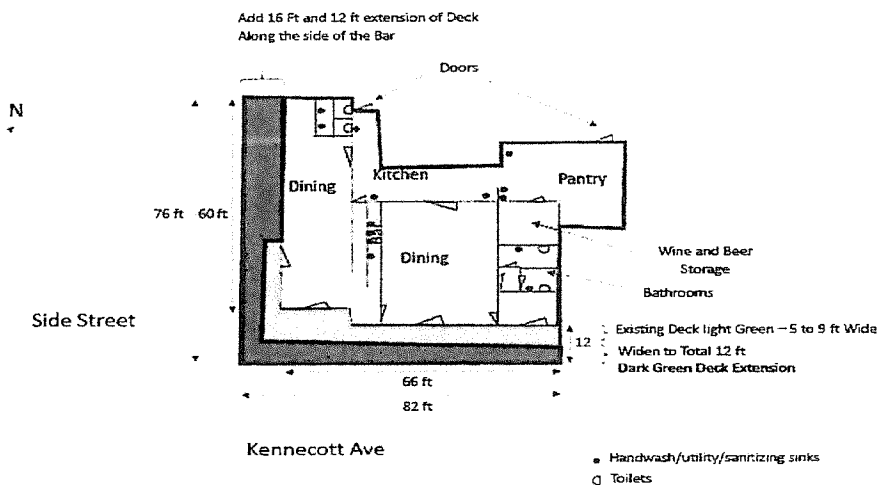 Add 16 Ft and 12 ft extension of Deck
Along the side of the Bar
Doors
N
Kitchen
Dining
Pantry
76 ft
60 ft
Dining
Wine and Beer
Storage
Bathrooms
Side Street
Existing Deck light Green – 5 to 9 ft Wide
12
Widen to Total 12 ft
Dark Green Deck Extension
66 ft
82 ft
Kennecott Ave
Handwash/utility/sannizing sinks
Toilets